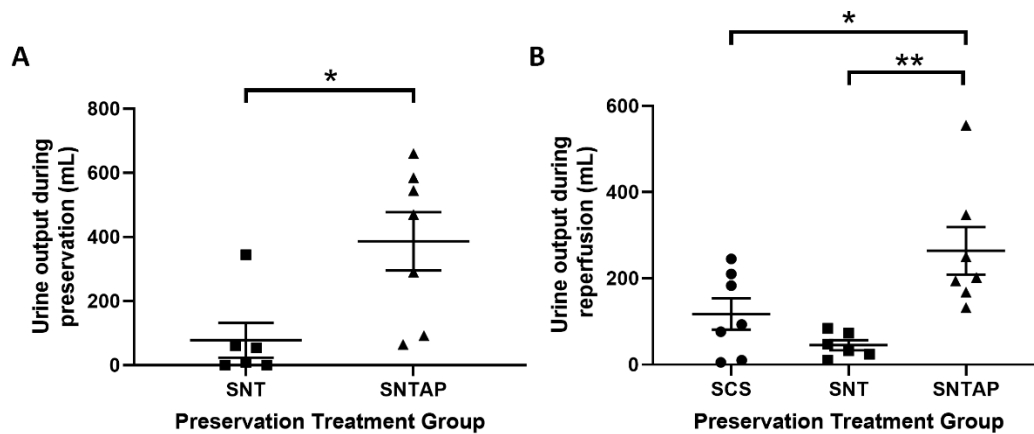 A
*
Urine output during
preservation (mL)
800
600
400
200
0
SNT
SNTAP
Preservation Treatment Group
B
*
**
Urine output during
reperfusion (mL)
600
400
200
0
SCS
SNT
SNTAP
Preservation Treatment Group